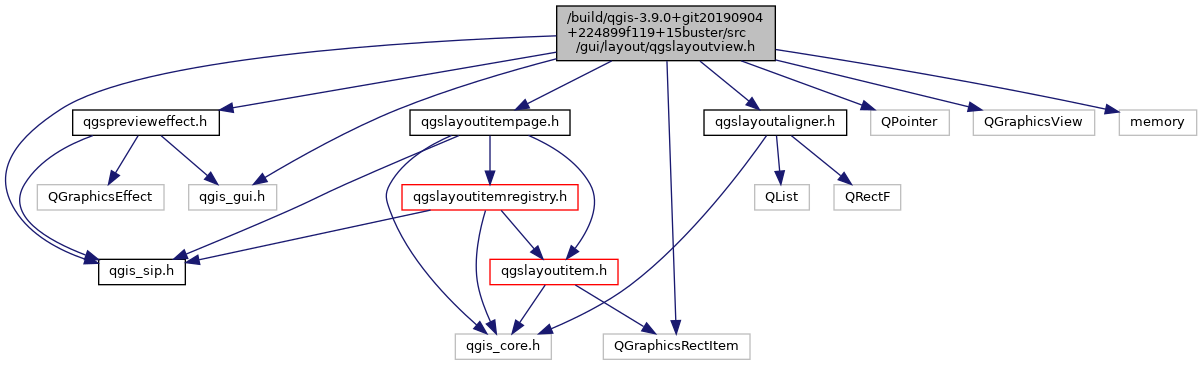 /build/qgis-3.9.0+git20190904
+224899f119+15buster/src
/gui/layout/qgslayoutview.h
qgsprevieweffect.h
qgslayoutitempage.h
qgslayoutaligner.h
QPointer
QGraphicsView
memory
QGraphicsEffect
qgis_gui.h
qgslayoutitemregistry.h
QList
QRectF
qgis_sip.h
qgslayoutitem.h
qgis_core.h
QGraphicsRectItem